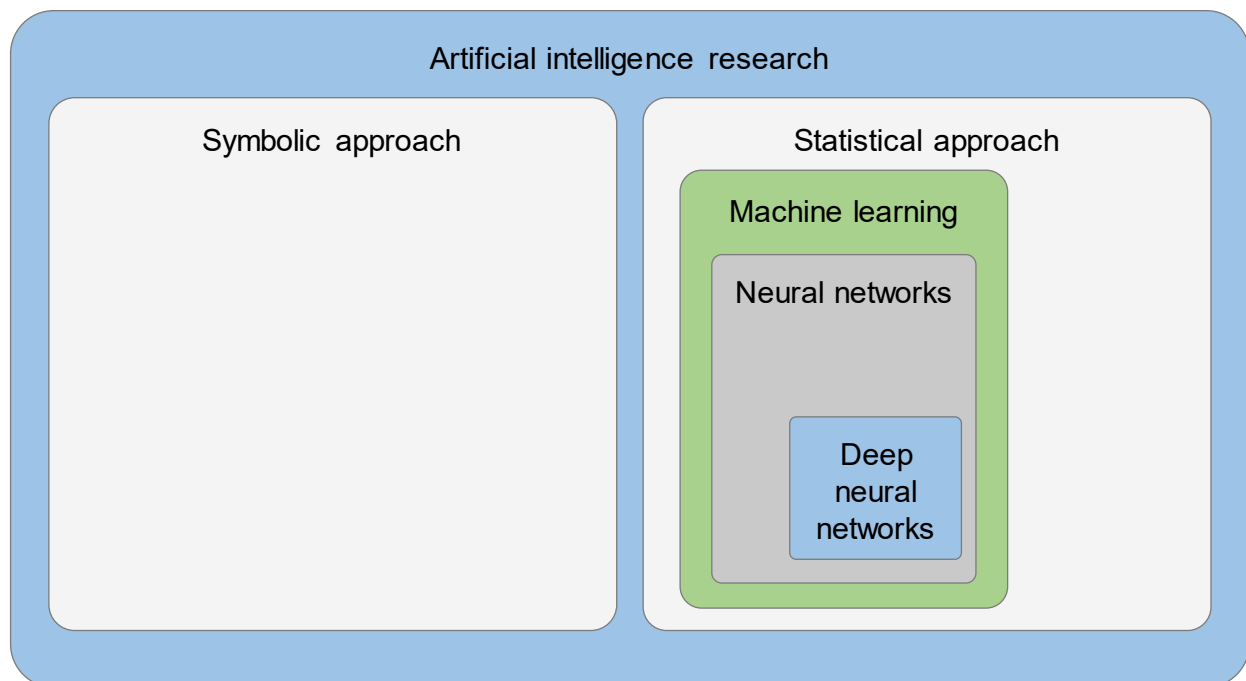 Artificial intelligence research
Symbolic approach
Statistical approach
Machine learning
Neural networks
Deep
neural
networks